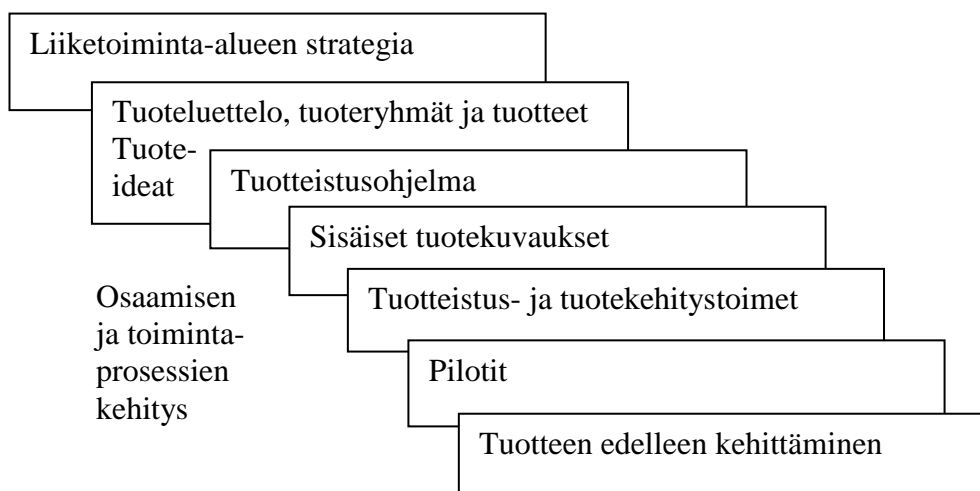 Liiketoiminta-alueen strategia
Tuoteluettelo, tuoteryhmät ja tuotteet
Tuote-
ideat
Tuotteistusohjelma
Sisäiset tuotekuvaukset
Tuotteistus- ja tuotekehitystoimet
Osaamisen
ja toiminta-
prosessien
kehitys
Pilotit
Tuotteen edelleen kehittäminen